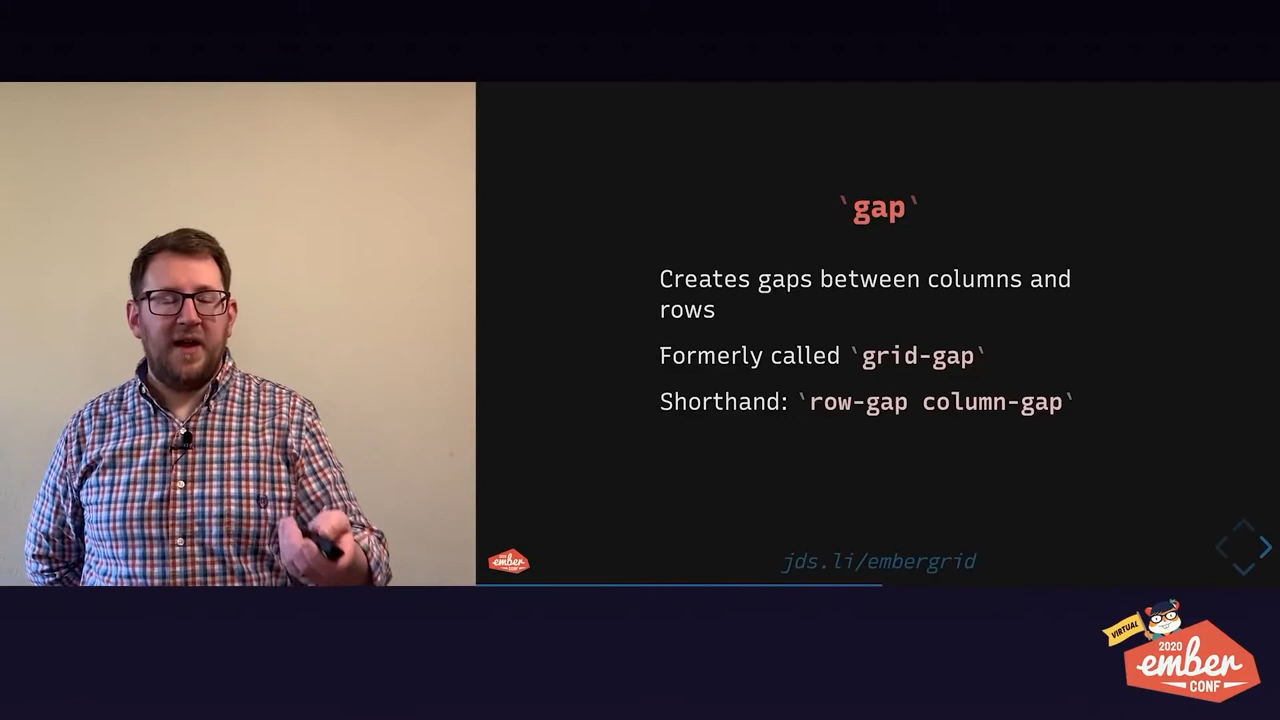 `gap`
Creates gaps between columns and
rows
Formerly called `grid-gap`
Shorthand: `row-gap column-gap`
ember
CONF
jds.li/embergrid
VIRTUAL
2020
ember
CONF